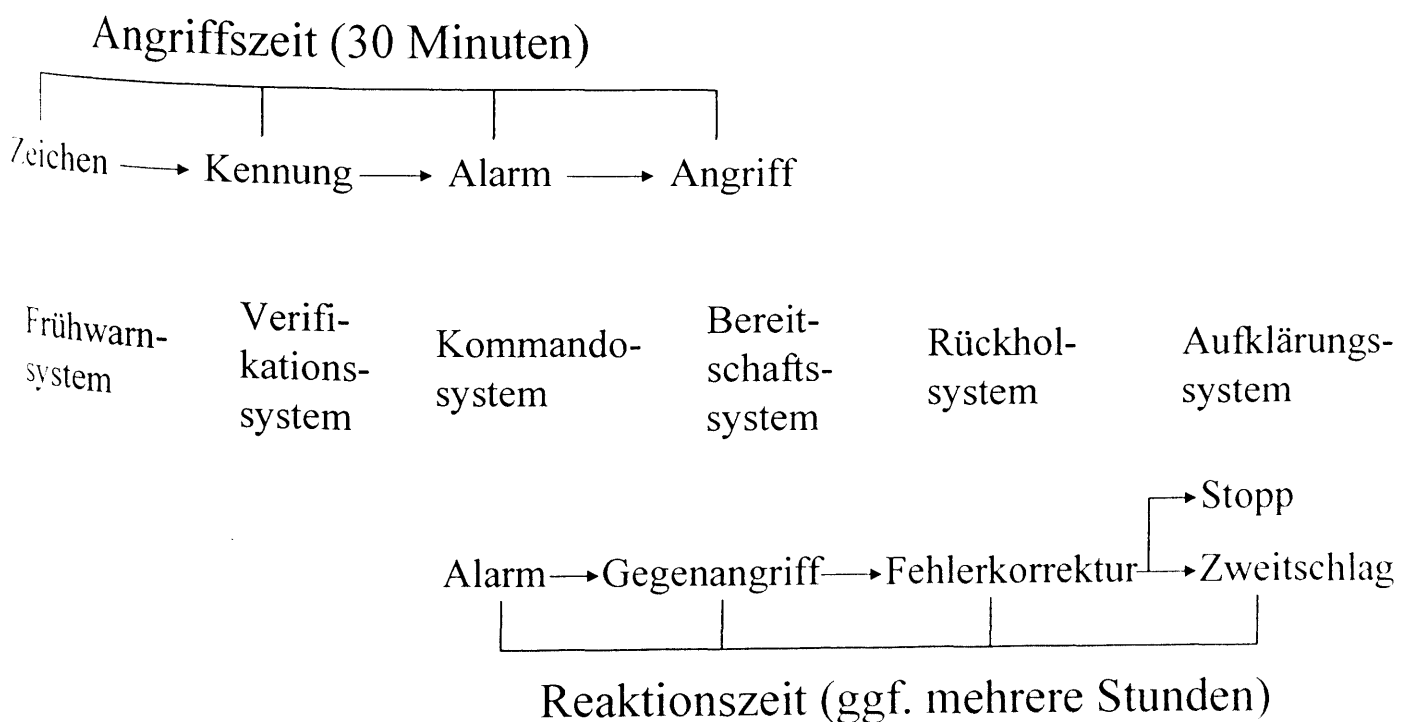 Angriffszeit (30 Minuten)
Zeichen Kennung Alarm Angriff
Frühwarn-
system
Verifi-
kations-
system
Kommando-
system
Bereit-
schafts-
system
Rückhol-
system
Aufklärungs-
system
Stopp
Alarm Gegenangriff Fehlerkorrektur Zweitschlag
Reaktionszeit (ggf. mehrere Stunden)